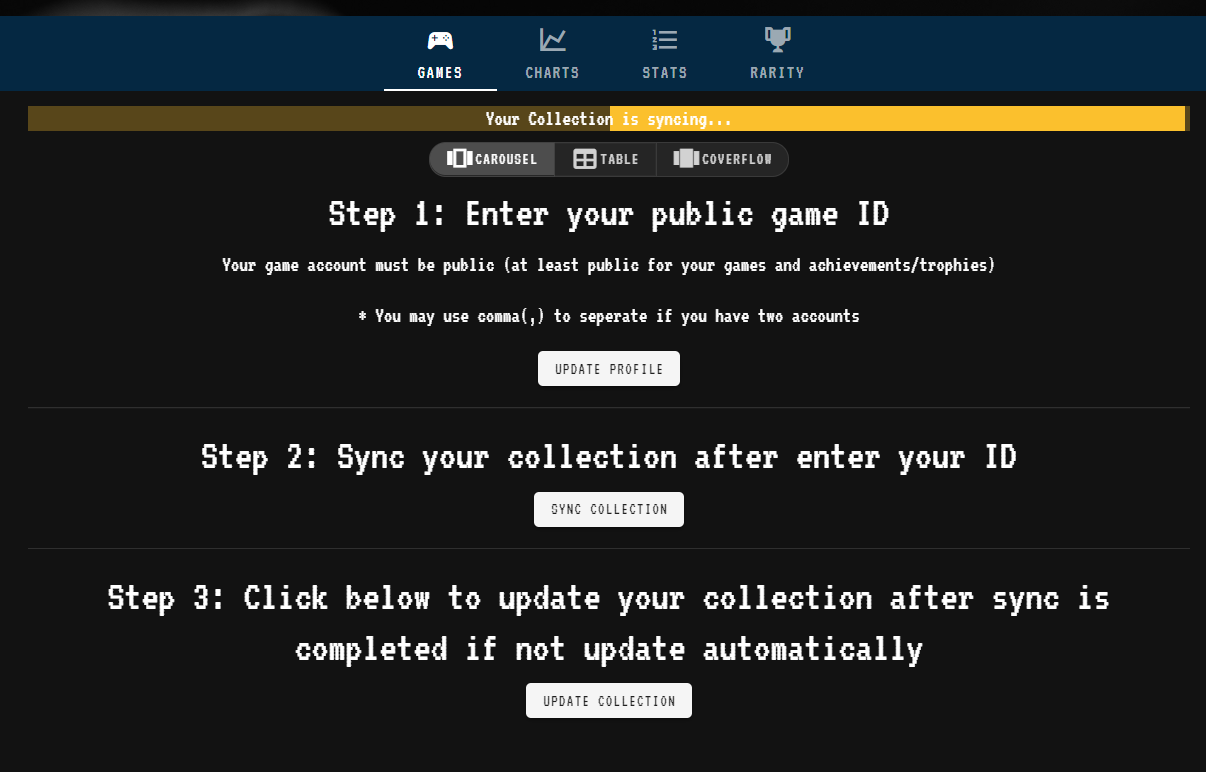 GAMES
CHARTS
STATS
RARITY
Your Collection is syncing...
CAROUSEL
TABLE
COVERFLOW
Step 1: Enter your public game ID
Your game account must be public (at least public for your games and achievements/trophies)
* You may use comma(,) to seperate if you have two accounts
UPDATE PROFILE
Step 2: Sync your collection after enter your ID
SYNC COLLECTION
Step 3: Click below to update your collection after sync is
completed if not update automatically
UPDATE COLLECTION